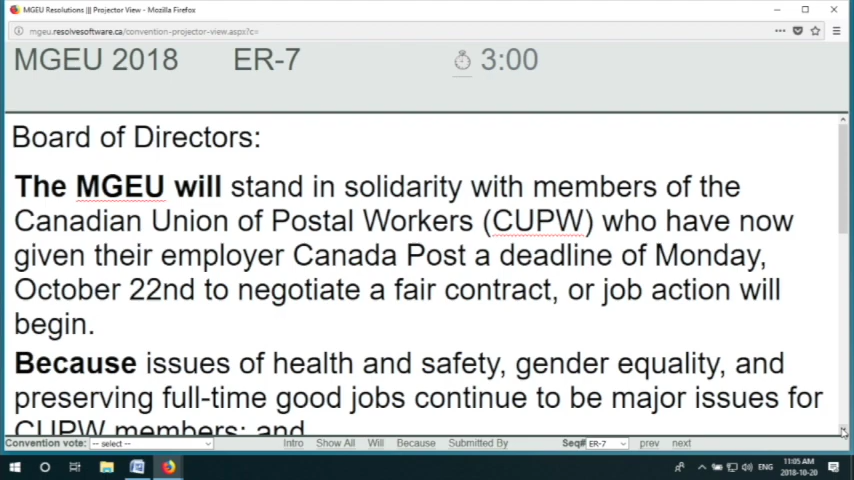 MGEU Resolutions ||| Projector View - Mozilla Firefox
mgeu.resolvesoftware.ca/convention-projector-view.aspx?c=
MGEU 2018 ER-7 3:00
Board of Directors:
The MGEU will stand in solidarity with members of the
Canadian Union of Postal Workers (CUPW) who have now
given their employer Canada Post a deadline of Monday,
October 22nd to negotiate a fair contract, or job action will
begin.
Because issues of health and safety, gender equality, and
preserving full-time good jobs continue to be major issues for
CUPW members; and
Convention vote: -- select -- Intro Show All Will Because Submitted By Seq# ER-7 prev next
ENG 11:05 AM
2018-10-20